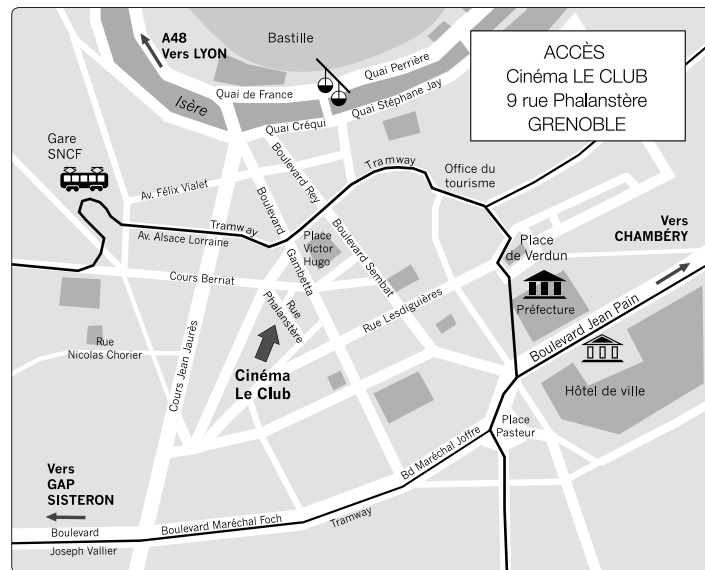 A48
Vers LYON
Bastille
ACCÈS
Cinéma LE CLUB
9 rue Phalanstère
GRENOBLE
Quai Perrière
Quai de France
Isère
Quai Stéphane Jay
Quai Créqui
Gare
SNCF
Boulevard Rey
Tramway
Office du
tourisme
Av. Félix Vialet
Boulevard
Gambetta
Tramway
Av. Alsace Lorraine
Place
Victor
Hugo
Boulevard Sembat
Place
de Verdun
Vers
CHAMBÉRY
Cours Berriat
Rue
Phalanstère
Rue Lesdiguières
Préfecture
Boulevard Jean Pain
Rue
Nicolas Chorier
Cours Jean Jaurès
Cinéma
Le Club
Hôtel de ville
Place
Pasteur
Bd Maréchal Joffre
Vers
GAP
SISTERON
Boulevard Maréchal Foch
Tramway
Boulevard
Joseph Vallier